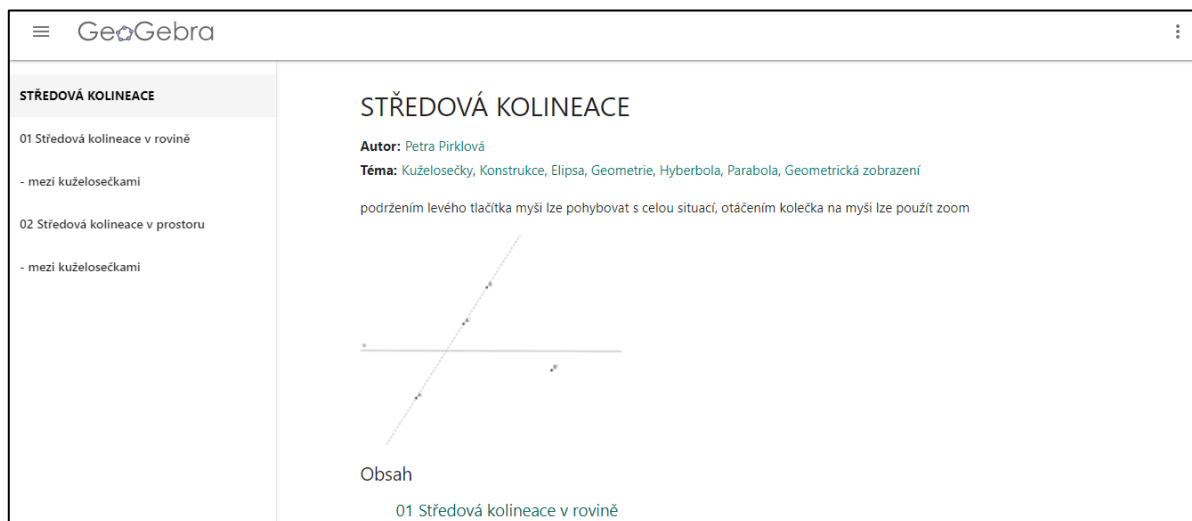 GeoGebra
STŘEDOVÁ KOLINEACE
01 Středová kolineace v rovině
- mezi kuželosečkami
02 Středová kolineace v prostoru
- mezi kuželosečkami
STŘEDOVÁ KOLINEACE
Autor: Petra Pirklová
Téma: Kuželosečky, Konstrukce, Elipsa, Geometrie, Hyberbola, Parabola, Geometrická zobrazení
podržením levého tlačítka myši lze pohybovat s celou situací, otáčením kolečka na myši lze použít zoom
Obsah
01 Středová kolineace v rovině